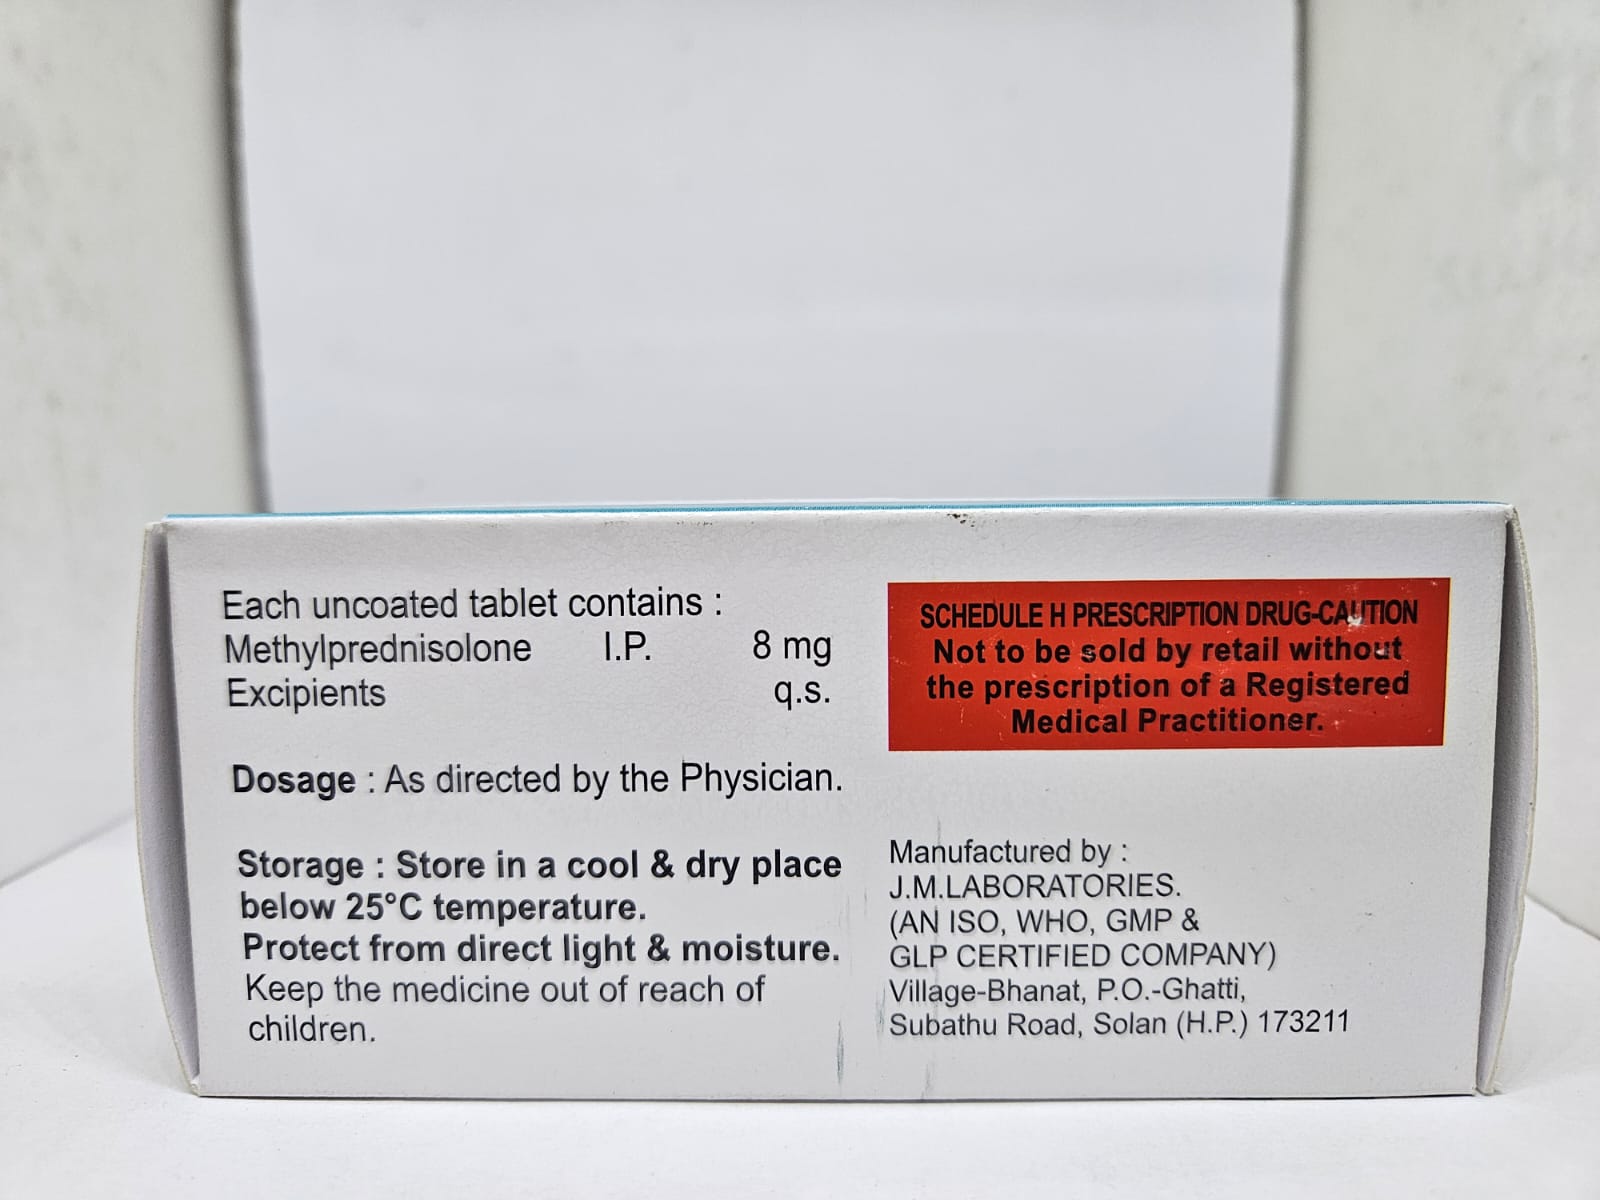 Each uncoated tablet contains :
Methylprednisolone I.P. 8 mg
Excipients q.s.
Dosage : As directed by the Physician.
Storage : Store in a cool & dry place
below 25°C temperature.
Protect from direct light & moisture.
Keep the medicine out of reach of
children.
SCHEDULE H PRESCRIPTION DRUG-CAUTION
Not to be sold by retail without
the prescription of a Registered
Medical Practitioner.
Manufactured by :
J.M.LABORATORIES.
(AN ISO, WHO, GMP &
GLP CERTIFIED COMPANY)
Village-Bhanat, P.O.-Ghatti,
Subathu Road, Solan (H.P.) 173211